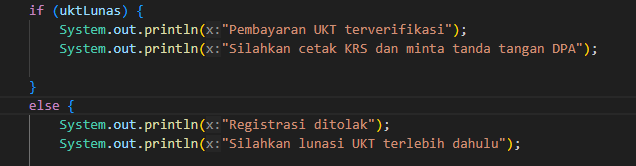 if (uktLunas) {
System.out.println(x:"Pembayaran UKT terverifikasi");
System.out.println(x:"Silahkan cetak KRS dan minta tanda tangan DPA");
}
else {
System.out.println(x:"Registrasi ditolak");
System.out.println(x:"Silahkan lunasi UKT terlebih dahulu");